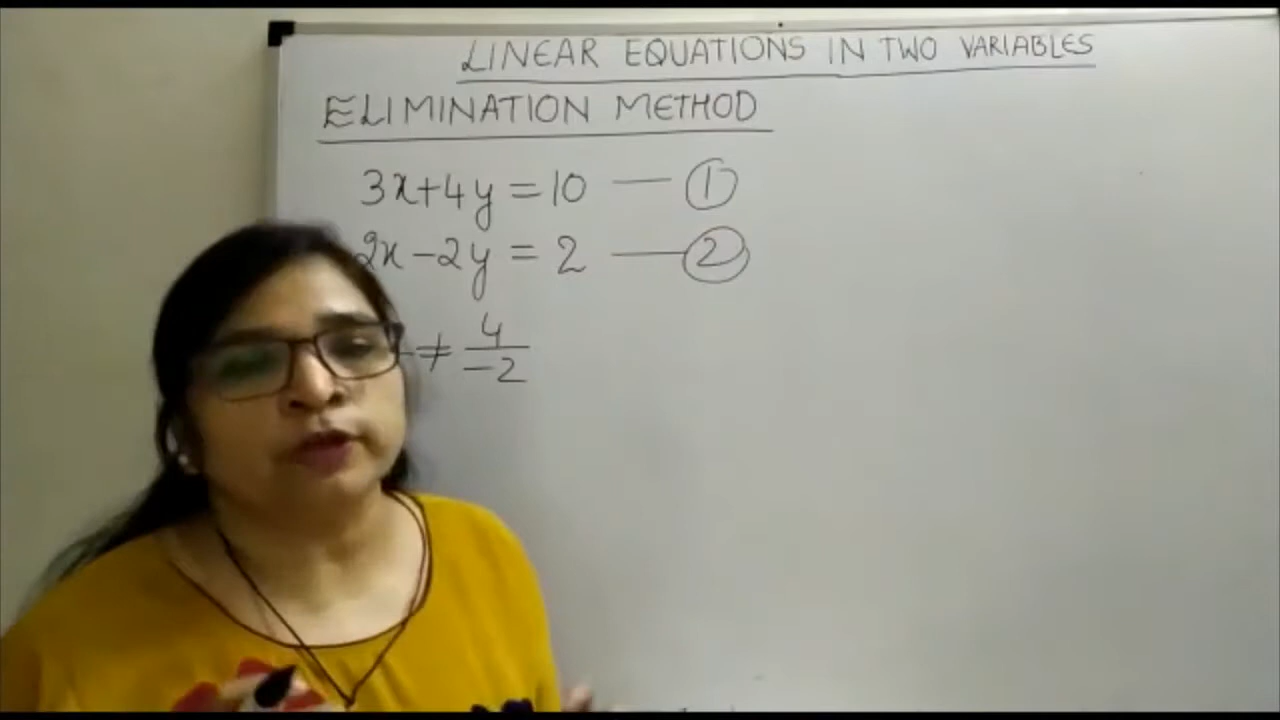 LINEAR EQUATIONS IN TWO VARIABLES
ELIMINATION METHOD
3x+4y=10 — ①
2x-2y=2 — ②
≠ 4/-2